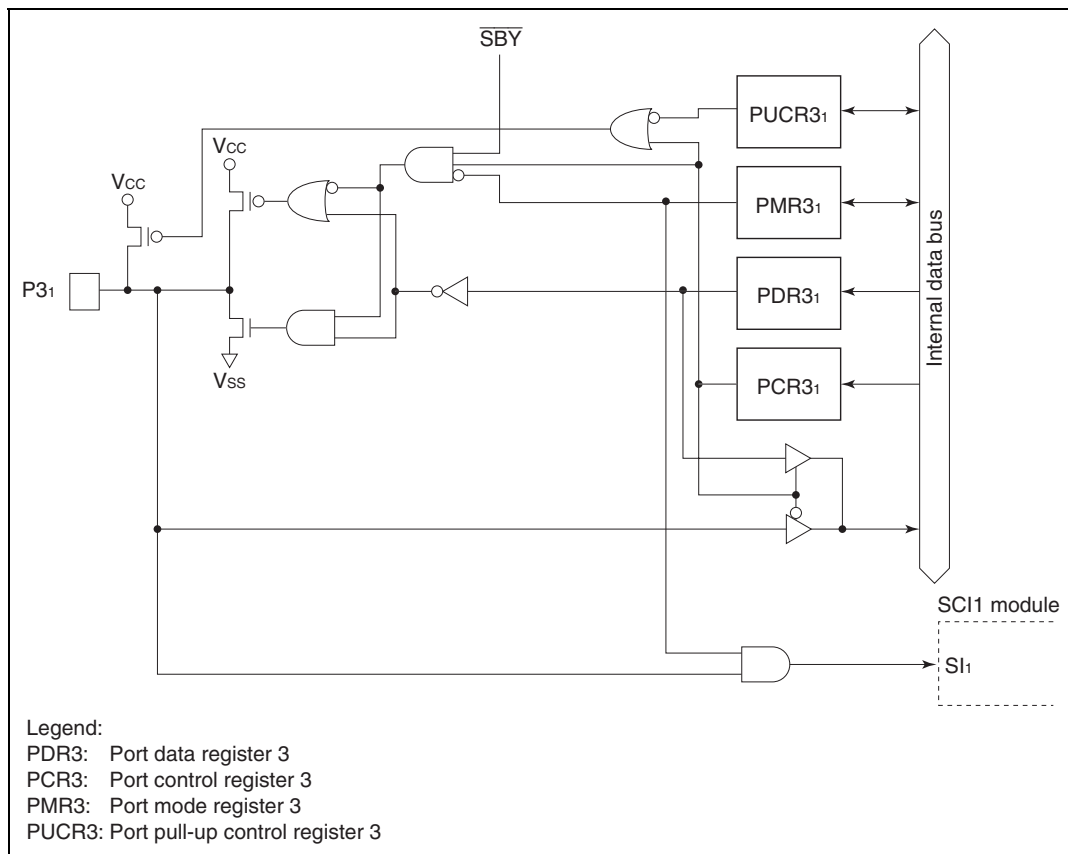 SBY
PUCR31
VCC
VCC
PMR31
P31
PDR31
Internal data bus
VSS
PCR31
SCI1 module
SI1
Legend:
PDR3: Port data register 3
PCR3: Port control register 3
PMR3: Port mode register 3
PUCR3: Port pull-up control register 3